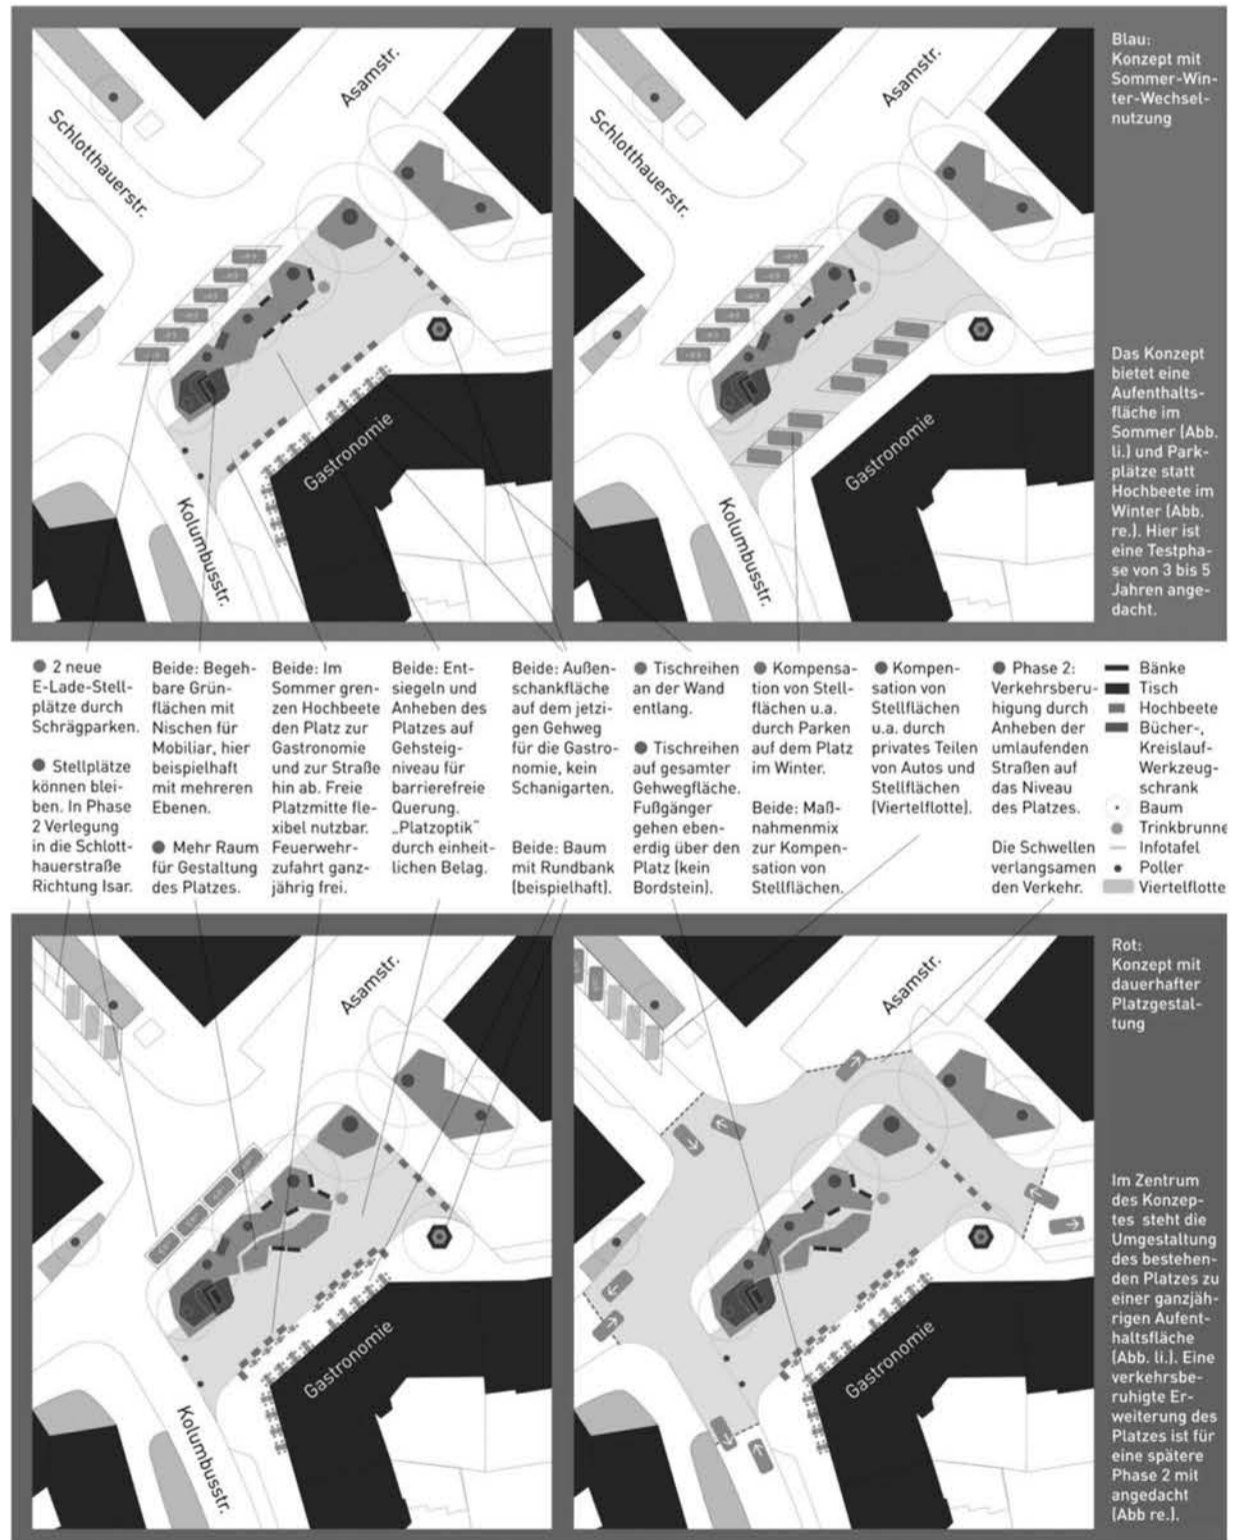 Schlotthauerstr.
Asamstr.
Gastronomie
Kolumbusstr.
Schlotthauerstr.
Asamstr.
Gastronomie
Kolumbusstr.
Blau:
Konzept mit
Sommer-Win-
ter-Wechsel-
nutzung
Das Konzept
bietet eine
Aufenthalts-
fläche im
Sommer (Abb.
li.) und Park-
plätze statt
Hochbeete im
Winter (Abb.
re.). Hier ist
eine Testpha-
se von 3 bis 5
Jahren ange-
dacht.
2 neue
E-Lade-Stell-
plätze durch
Schrägparken.
Stellplätze
können blei-
ben. In Phase
2 Verlegung
in die Schlott-
hauerstraße
Richtung Isar.
Beide: Begeh-
bare Grün-
flächen mit
Nischen für
Mobiliar, hier
beispielhaft
mit mehreren
Ebenen.
Mehr Raum
für Gestaltung
des Platzes.
Beide: Im
Sommer gren-
zen Hochbeete
den Platz zur
Gastronomie
und zur Straße
hin ab. Freie
Platzmitte fle-
xibel nutzbar.
Feuerwehr-
zufahrt ganz-
jährig frei.
Beide: Ent-
siegeln und
Anheben des
Platzes auf
Gehsteig-
niveau für
barrierefreie
Querung.
„Platzoptik“
durch einheit-
lichen Belag.
Beide: Außen-
schankfläche
auf dem jetzi-
gen Gehweg
für die Gastro-
nomie, kein
Schanigarten.
Beide: Baum
mit Rundbank
(beispielhaft).
Tischreihen
an der Wand
entlang.
Tischreihen
auf gesamter
Gehwegfläche.
Fußgänger
gehen eben-
erdig über den
Platz (kein
Bordstein).
Kompensa-
tion von Stell-
flächen u.a.
durch Parken
auf dem Platz
im Winter.
Beide: Maß-
nahmenmix
zur Kompen-
sation von
Stellflächen.
Kompen-
sation von
Stellflächen
u.a. durch
privates Teilen
von Autos und
Stellflächen
(Viertelflotte).
Phase 2:
Verkehrsberu-
higung durch
Anheben der
umlaufenden
Straßen auf
das Niveau
des Platzes.
Die Schwellen
verlangsamen
den Verkehr.
Bänke
Tisch
Hochbeete
Bücher-,
Kreislauf-
Werkzeug-
schrank
Baum
Trinkbrunne
Infotafel
Poller
Viertelflotte
Asamstr.
Gastronomie
Kolumbusstr.
Asamstr.
Gastronomie
Rot:
Konzept mit
dauerhafter
Platzgestal-
tung
Im Zentrum
des Konzep-
tes steht die
Umgestaltung
des bestehen-
den Platzes zu
einer ganzjäh-
rigen Aufent-
haltsfläche
(Abb. li.). Eine
verkehrsbe-
ruhigte Er-
weiterung des
Platzes ist für
eine spätere
Phase 2 mit
angedacht
(Abb re.).